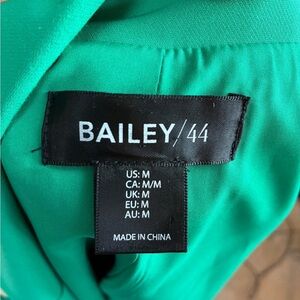 BAILEY/44
US: M
CA: M/M
UK: M
EU: M
AU: M
MADE IN CHINA